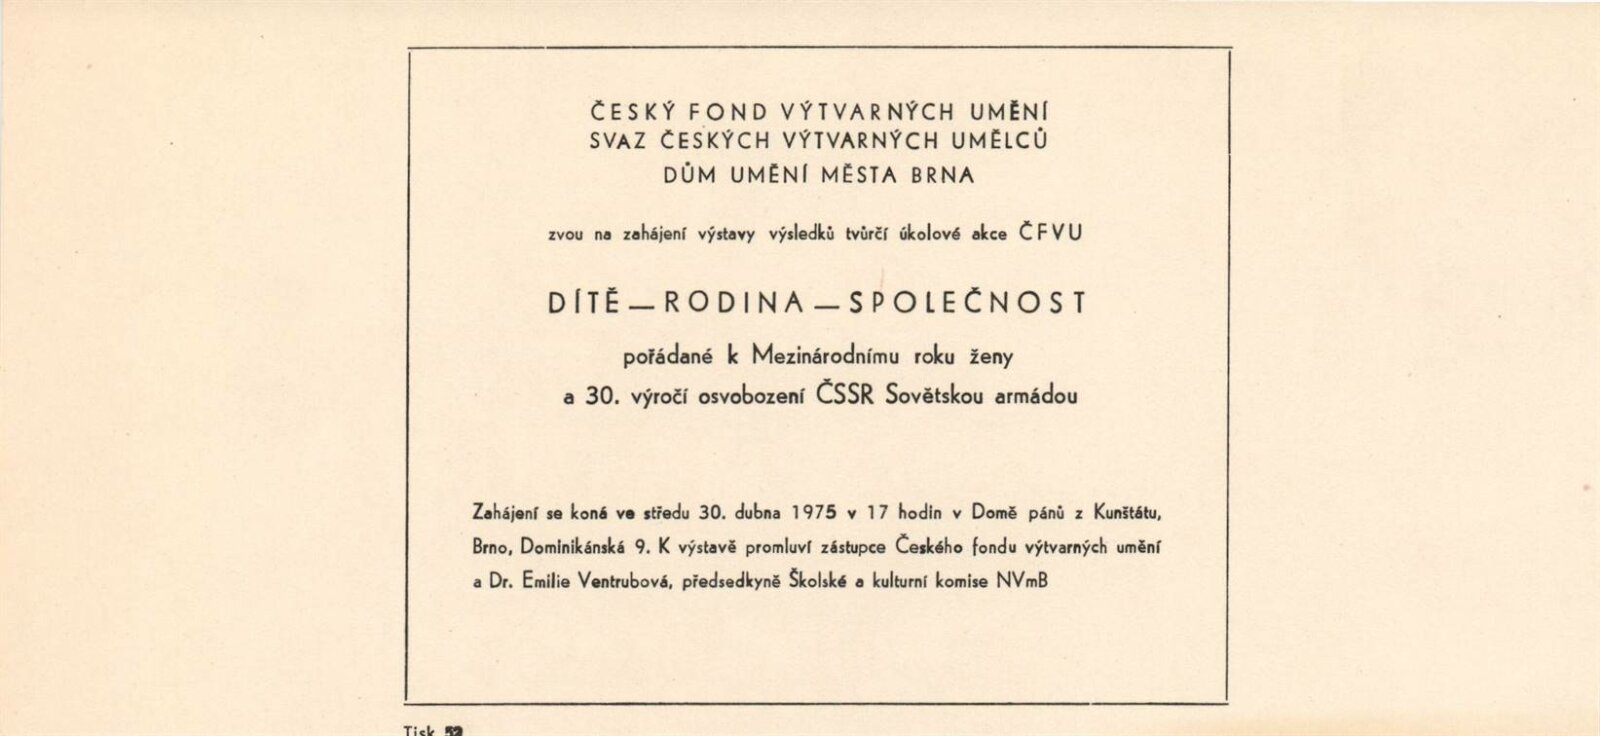 ČESKÝ FOND VÝTVARNÝCH UMĚNÍ
SVAZ ČESKÝCH VÝTVARNÝCH UMĚLCŮ
DŮM UMĚNÍ MĚSTA BRNA
zvou na zahájení výstavy výsledků tvůrčí úkolové akce ČFVU
DÍTĚ — RODINA — SPOLEČNOST
pořádané k Mezinárodnímu roku ženy
a 30. výročí osvobození ČSSR Sovětskou armádou
Zahájení se koná ve středu 30. dubna 1975 v 17 hodin v Domě pánů z Kunštátu,
Brno, Dominikánská 9. K výstavě promluví zástupce Českého fondu výtvarných umění
a Dr. Emilie Ventrubová, předsedkyně Školské a kulturní komise NVmB
Tisk